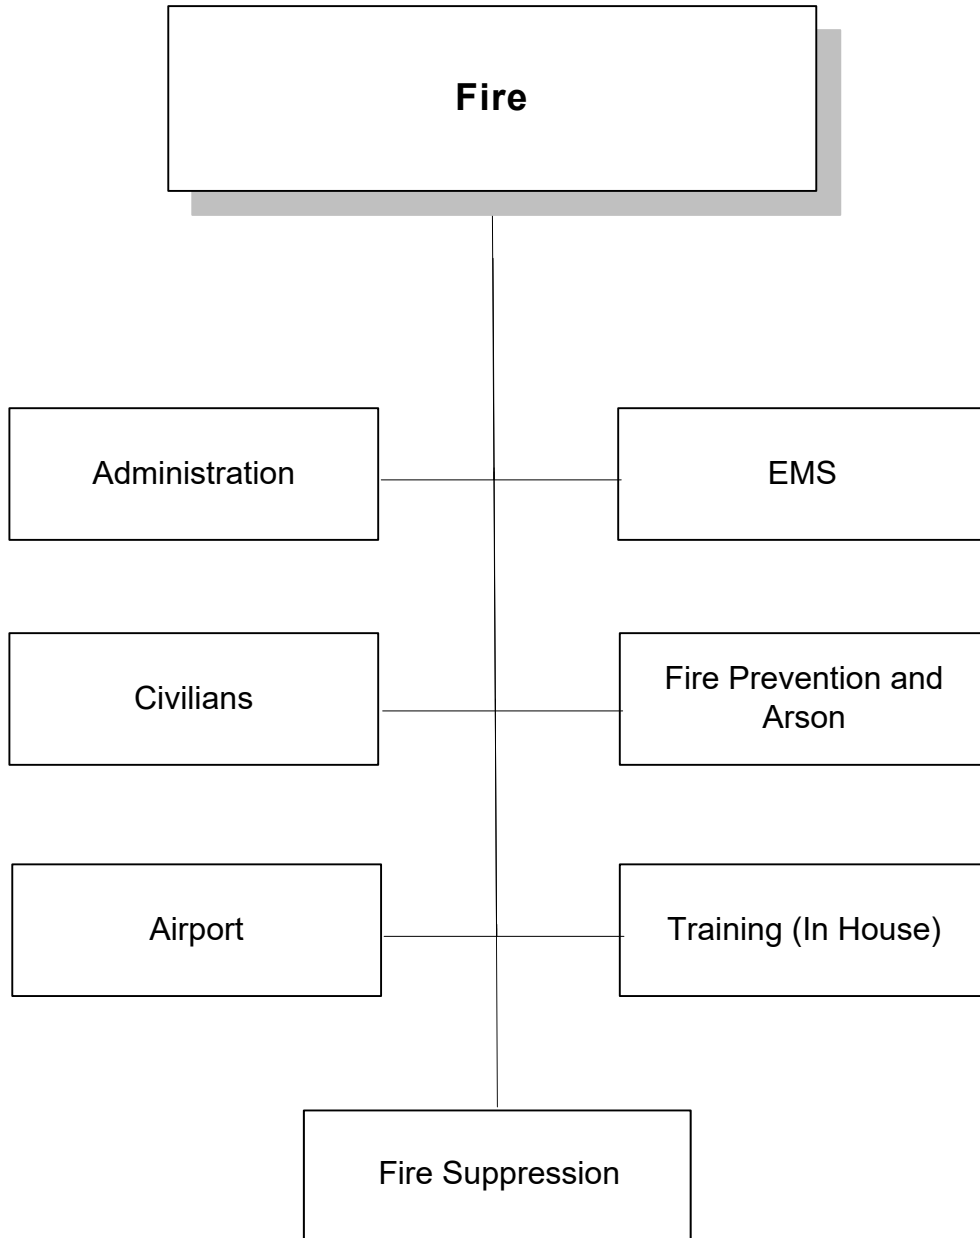 Fire
Administration
EMS
Civilians
Fire Prevention and
Arson
Airport
Training (In House)
Fire Suppression